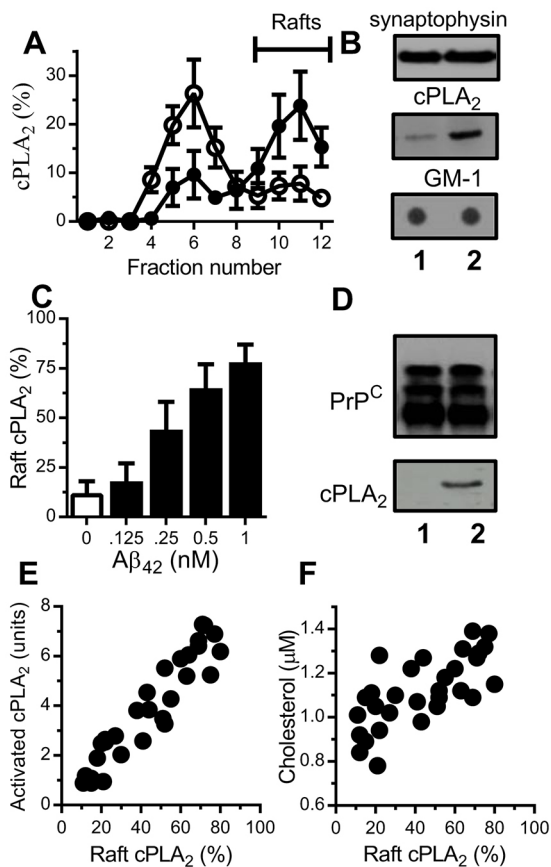 A
Rafts
cPLA₂ (%)
30
20
10
0
2 4 6 8 10 12
Fraction number
B
synaptophysin
cPLA₂
GM-1
1 2
C
Raft cPLA₂ (%)
100
75
50
25
0
0 .125 .25 0.5 1
Aβ₄₂ (nM)
D
PrPᶜ
cPLA₂
1 2
E
Activated cPLA₂ (units)
8
6
4
2
0
0 20 40 60 80 100
Raft cPLA₂ (%)
F
Cholesterol (μM)
1.4
1.2
1.0
0.8
0.6
0 20 40 60 80 100
Raft cPLA₂ (%)